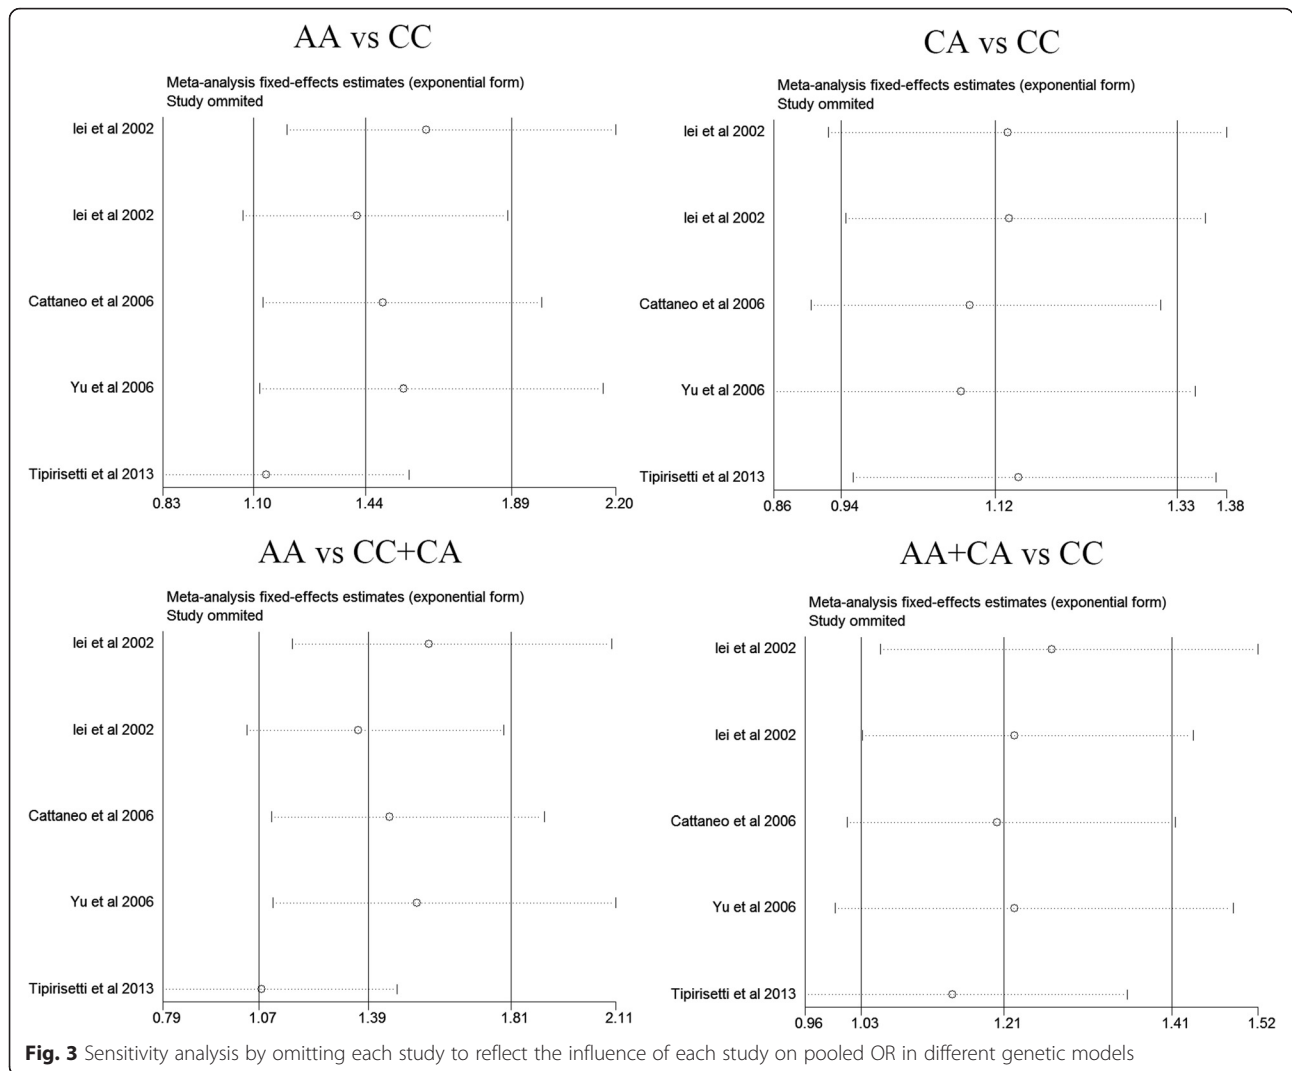 AA vs CC
Meta-analysis fixed-effects estimates (exponential form)
Study ommited
lei et al 2002
lei et al 2002
Cattaneo et al 2006
Yu et al 2006
Tipirisetti et al 2013
0.83 1.10 1.44 1.89 2.20
CA vs CC
Meta-analysis fixed-effects estimates (exponential form)
Study ommited
lei et al 2002
lei et al 2002
Cattaneo et al 2006
Yu et al 2006
Tipirisetti et al 2013
0.86 0.94 1.12 1.33 1.38
AA vs CC+CA
Meta-analysis fixed-effects estimates (exponential form)
Study ommited
lei et al 2002
lei et al 2002
Cattaneo et al 2006
Yu et al 2006
Tipirisetti et al 2013
0.79 1.07 1.39 1.81 2.11
AA+CA vs CC
Meta-analysis fixed-effects estimates (exponential form)
Study ommited
lei et al 2002
lei et al 2002
Cattaneo et al 2006
Yu et al 2006
Tipirisetti et al 2013
0.96 1.03 1.21 1.41 1.52
Fig. 3 Sensitivity analysis by omitting each study to reflect the influence of each study on pooled OR in different genetic models